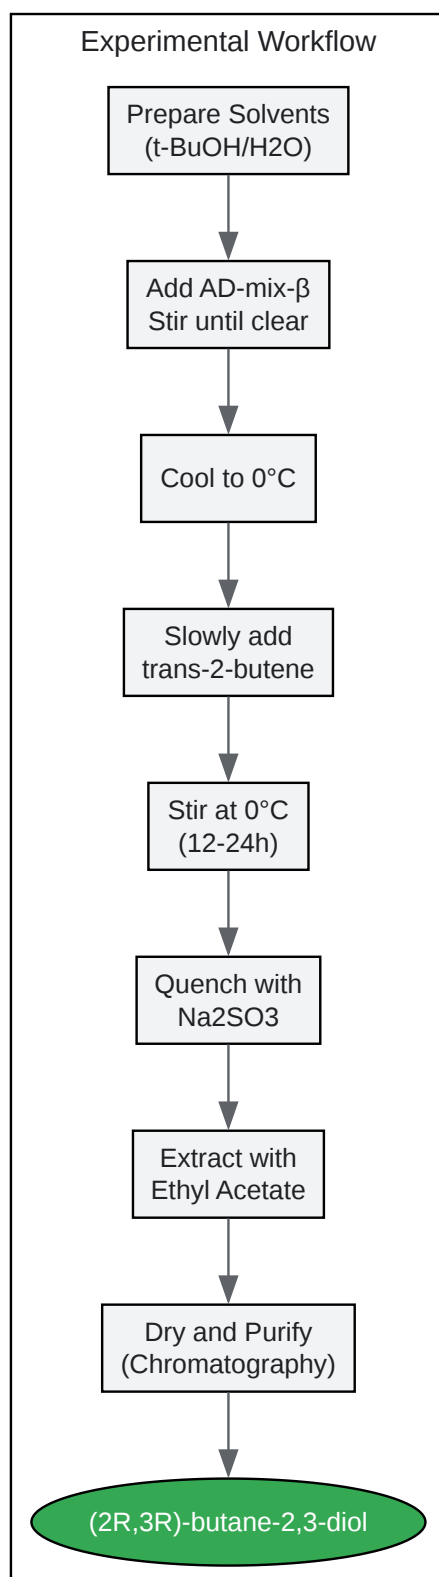 Experimental Workflow
Prepare Solvents
(t-BuOH/H2O)
Add AD-mix-β
Stir until clear
Cool to 0°C
Slowly add
trans-2-butene
Stir at 0°C
(12-24h)
Quench with
Na2SO3
Extract with
Ethyl Acetate
Dry and Purify
(Chromatography)
(2R,3R)-butane-2,3-diol